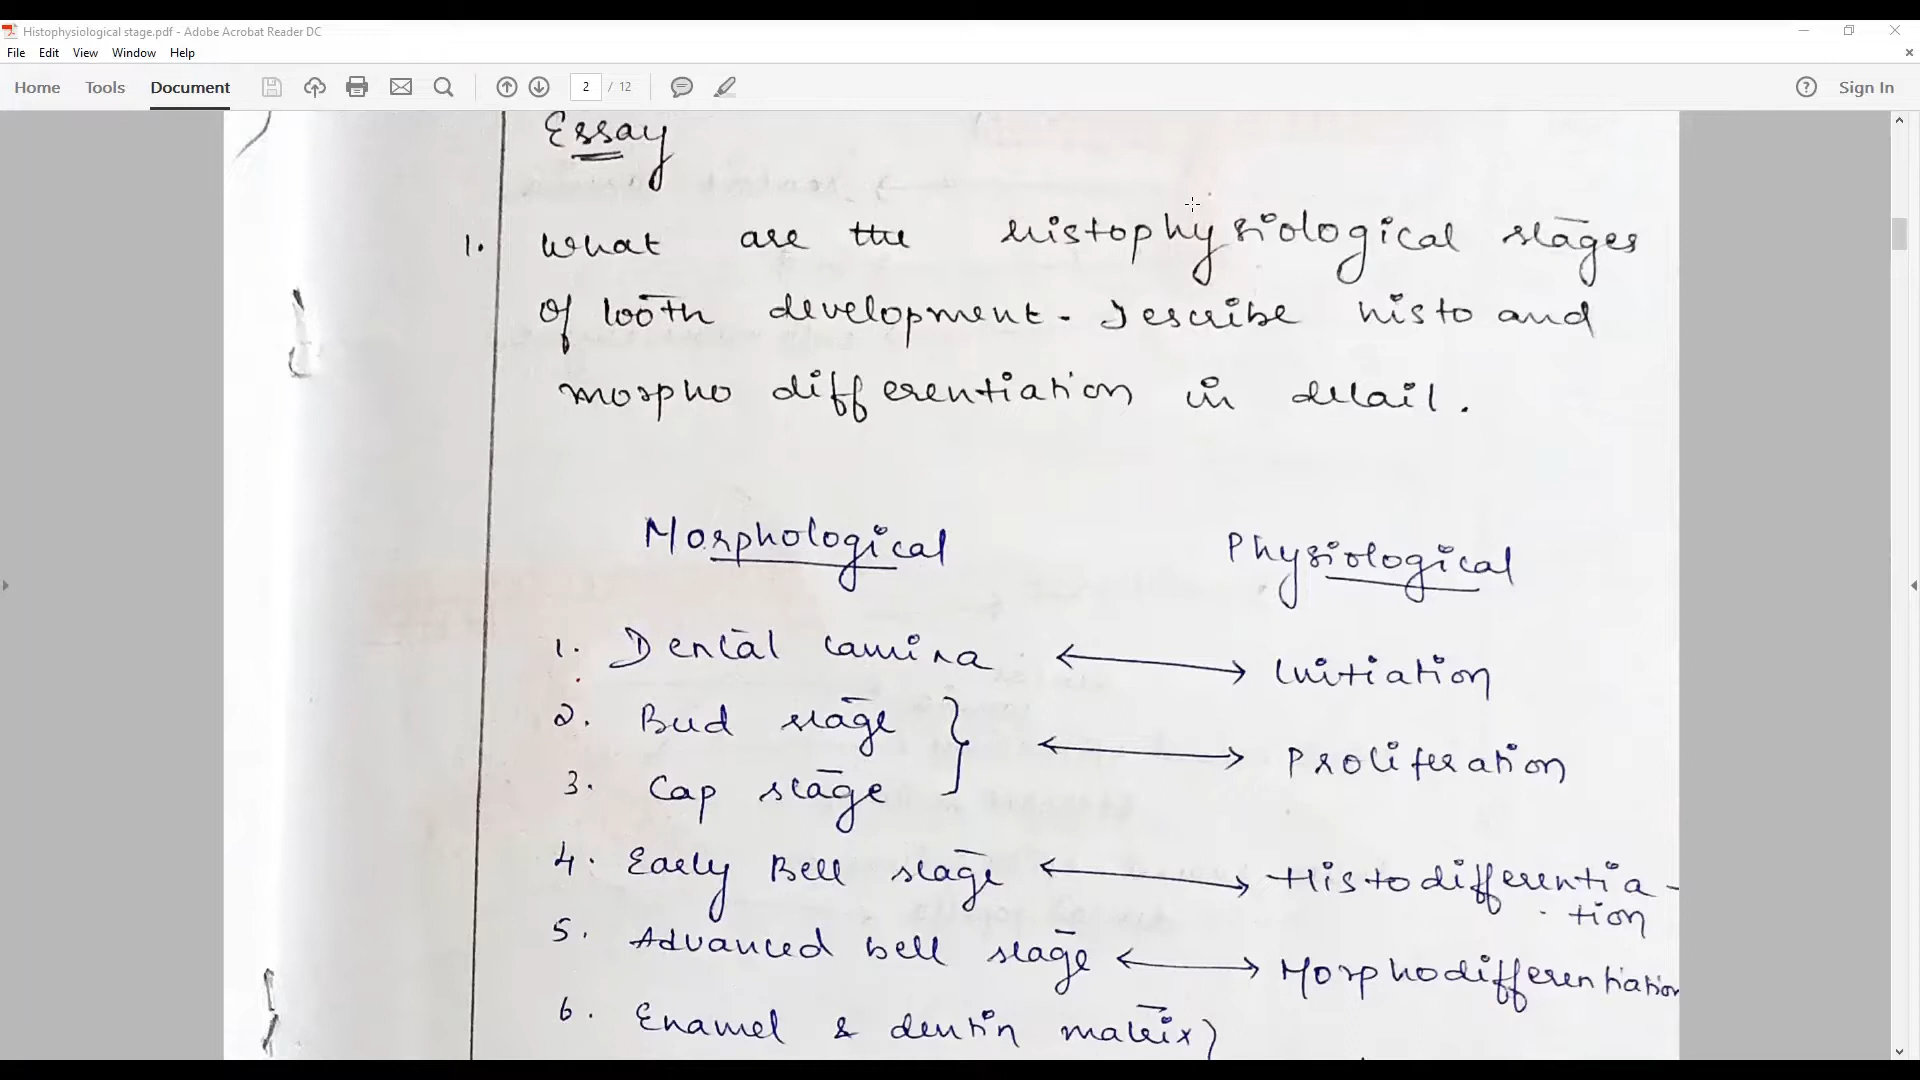 Histophysiological stage.pdf - Adobe Acrobat Reader DC
File Edit View Window Help
Home Tools Document 2 / 12 Sign In
Essay
1. What are the histophysiological stages
of tooth development. Describe histo and
morpho differentiation in detail.
Morphological Physiological
1. Dental lamina ↔ Initiation
2. Bud stage } ↔ Proliferation
3. Cap stage
4. Early Bell stage ↔ Histodifferentia-
tion
5. Advanced bell stage ↔ Morphodifferentiation
6. Enamel & dentin matrix}